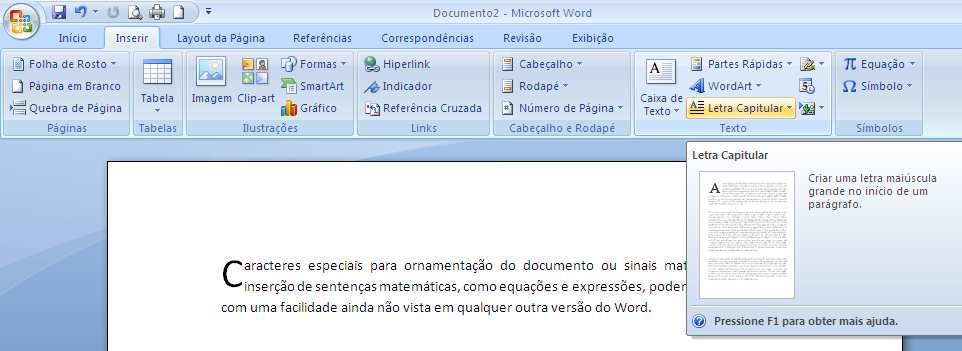 Documento2 - Microsoft Word
Início Inserir Layout da Página Referências Correspondências Revisão Exibição
Folha de Rosto
Página em Branco
Quebra de Página
Páginas
Tabela
Tabelas
Imagem
Clip-art
Formas
SmartArt
Gráfico
Ilustrações
Hiperlink
Indicador
Referência Cruzada
Links
Cabeçalho
Rodapé
Número de Página
Cabeçalho e Rodapé
A
Caixa de
Texto
Partes Rápidas
WordArt
Letra Capitular
Texto
Equação
Símbolo
Símbolos
Letra Capitular
A
Criar uma letra maiúscula
grande no início de um
parágrafo.
Pressione F1 para obter mais ajuda.
Caracteres especiais para ornamentação do documento ou sinais mat
inserção de sentenças matemáticas, como equações e expressões, poder
com uma facilidade ainda não vista em qualquer outra versão do Word.